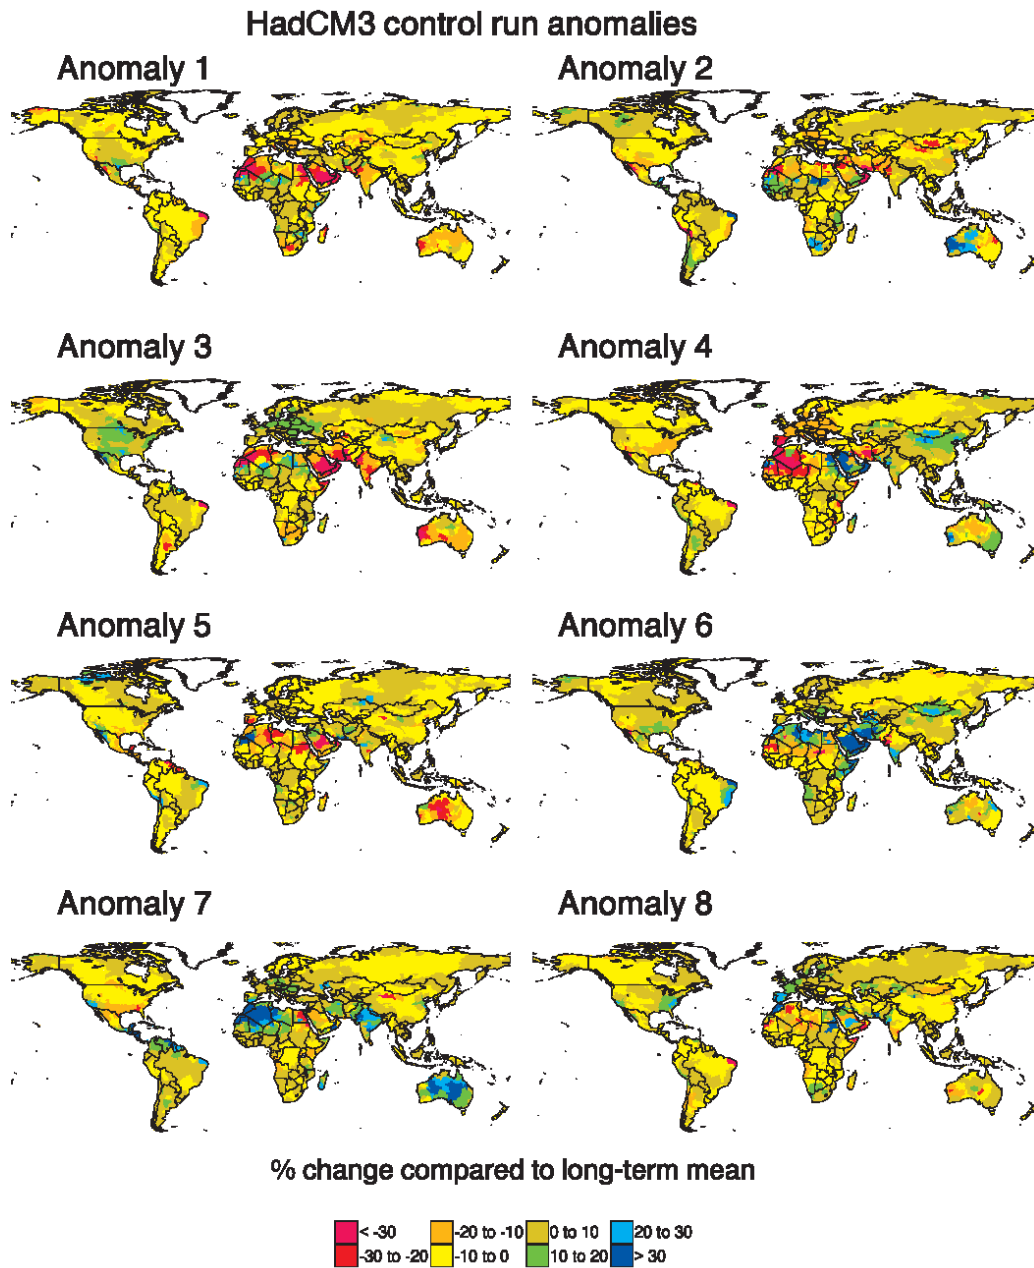 HadCM3 control run anomalies
Anomaly 1
Anomaly 2
Anomaly 3
Anomaly 4
Anomaly 5
Anomaly 6
Anomaly 7
Anomaly 8
% change compared to long-term mean
< -30 -20 to -10 0 to 10 20 to 30
-30 to -20 -10 to 0 10 to 20 > 30